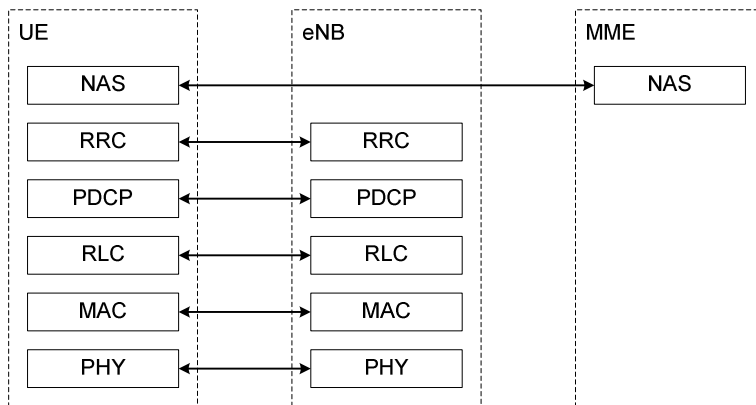 UE eNB MME
NAS NAS
RRC RRC
PDCP PDCP
RLC RLC
MAC MAC
PHY PHY